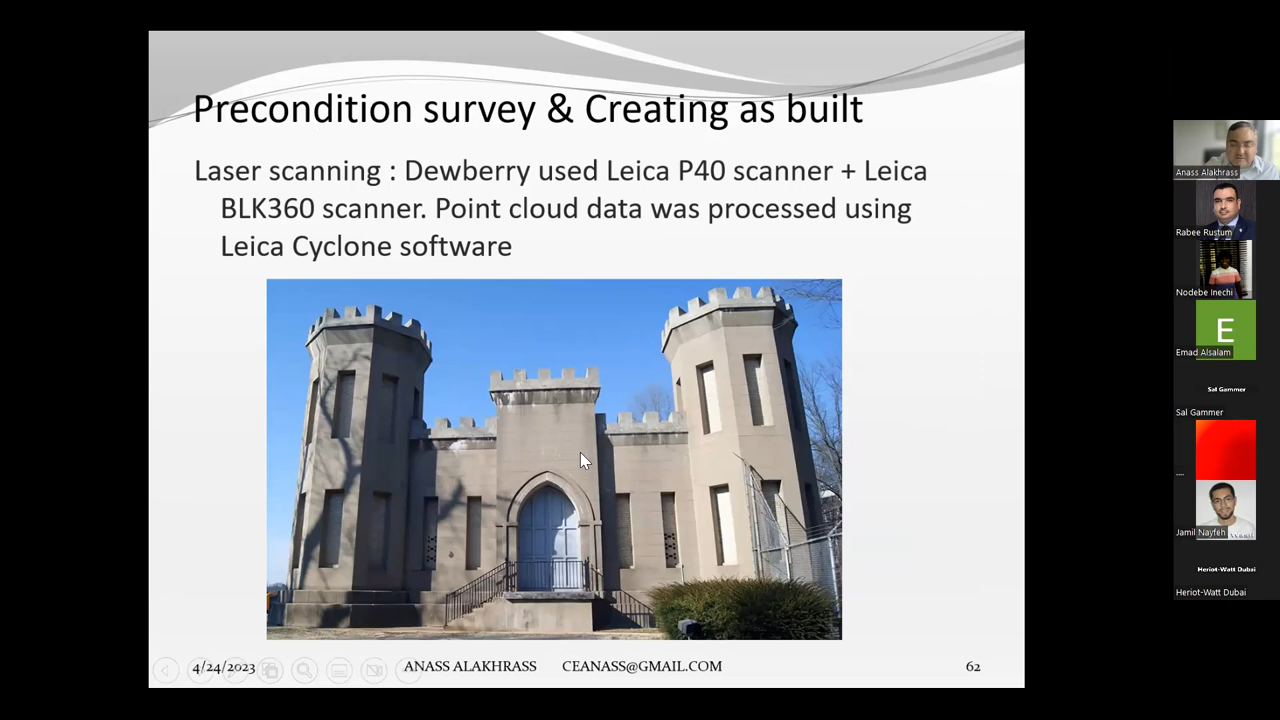 Precondition survey & Creating as built
Laser scanning : Dewberry used Leica P40 scanner + Leica
BLK360 scanner. Point cloud data was processed using
Leica Cyclone software
4/24/2023
ANASS ALAKHRASS
CEANASS@GMAIL.COM
62
Anass Alakhrass
Rabee Rustum
Nodebe Inechi
E
Emad Alsalam
Sal Gammer
Sal Gammer
Jamil Nayfeh
Heriot-Watt Dubai
Heriot-Watt Dubai